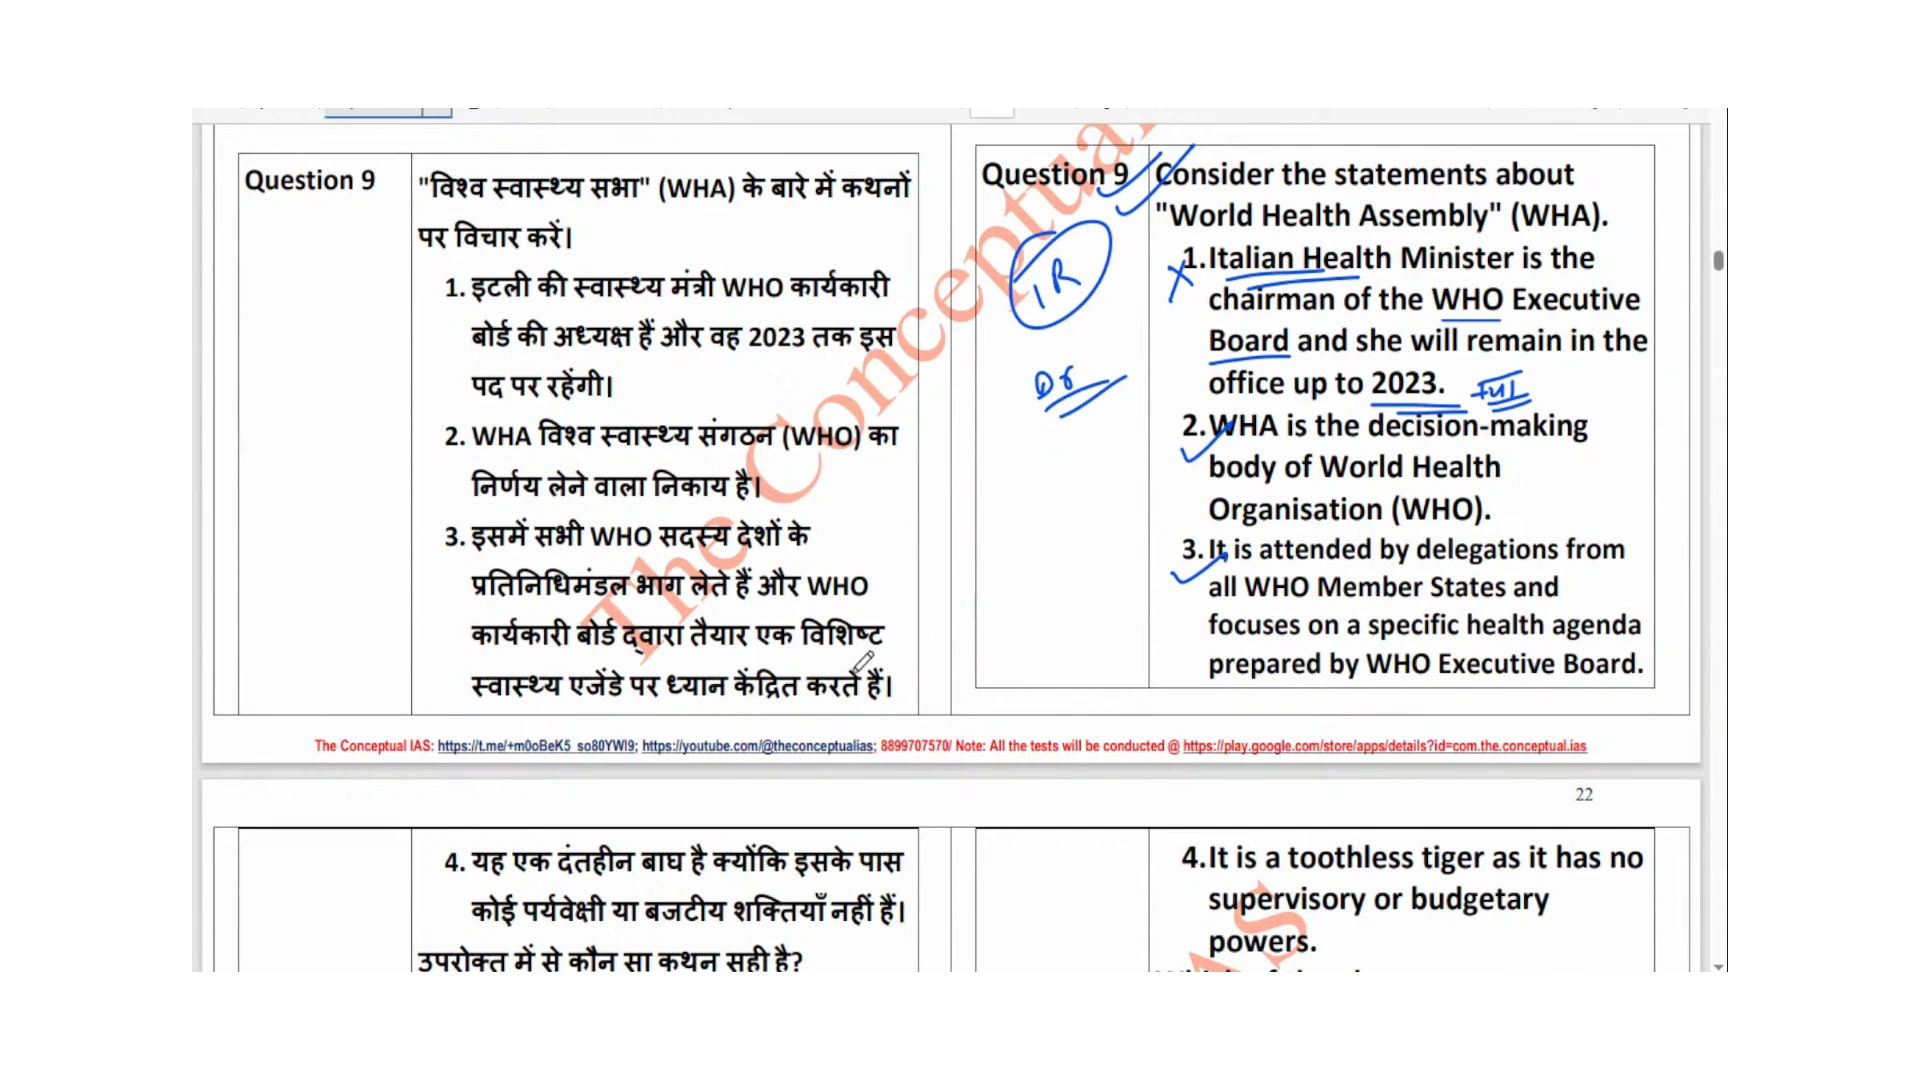 Question 9
"विश्व स्वास्थ्य सभा" (WHA) के बारे में कथनों
पर विचार करें।
1. इटली की स्वास्थ्य मंत्री WHO कार्यकारी
बोर्ड की अध्यक्ष हैं और वह 2023 तक इस
पद पर रहेंगी।
2. WHA विश्व स्वास्थ्य संगठन (WHO) का
निर्णय लेने वाला निकाय है।
3. इसमें सभी WHO सदस्य देशों के
प्रतिनिधिमंडल भाग लेते हैं और WHO
कार्यकारी बोर्ड द्वारा तैयार एक विशिष्ट
स्वास्थ्य एजेंडे पर ध्यान केंद्रित करते हैं।
Question 9
Consider the statements about
"World Health Assembly" (WHA).
1.Italian Health Minister is the
chairman of the WHO Executive
Board and she will remain in the
office up to 2023.
2.WHA is the decision-making
body of World Health
Organisation (WHO).
3. It is attended by delegations from
all WHO Member States and
focuses on a specific health agenda
prepared by WHO Executive Board.
IR
Dr
The Conceptual
The Conceptual IAS: https://t.me/+m0oBeK5_so80YWI9; https://youtube.com/@theconceptualias; 8899707570/ Note: All the tests will be conducted @ https://play.google.com/store/apps/details?id=com.the.conceptual.ias
22
4. यह एक दंतहीन बाघ है क्योंकि इसके पास
कोई पर्यवेक्षी या बजटीय शक्तियाँ नहीं हैं।
उपरोक्त में से कौन सा कथन सही है?
4.It is a toothless tiger as it has no
supervisory or budgetary
powers.
AS